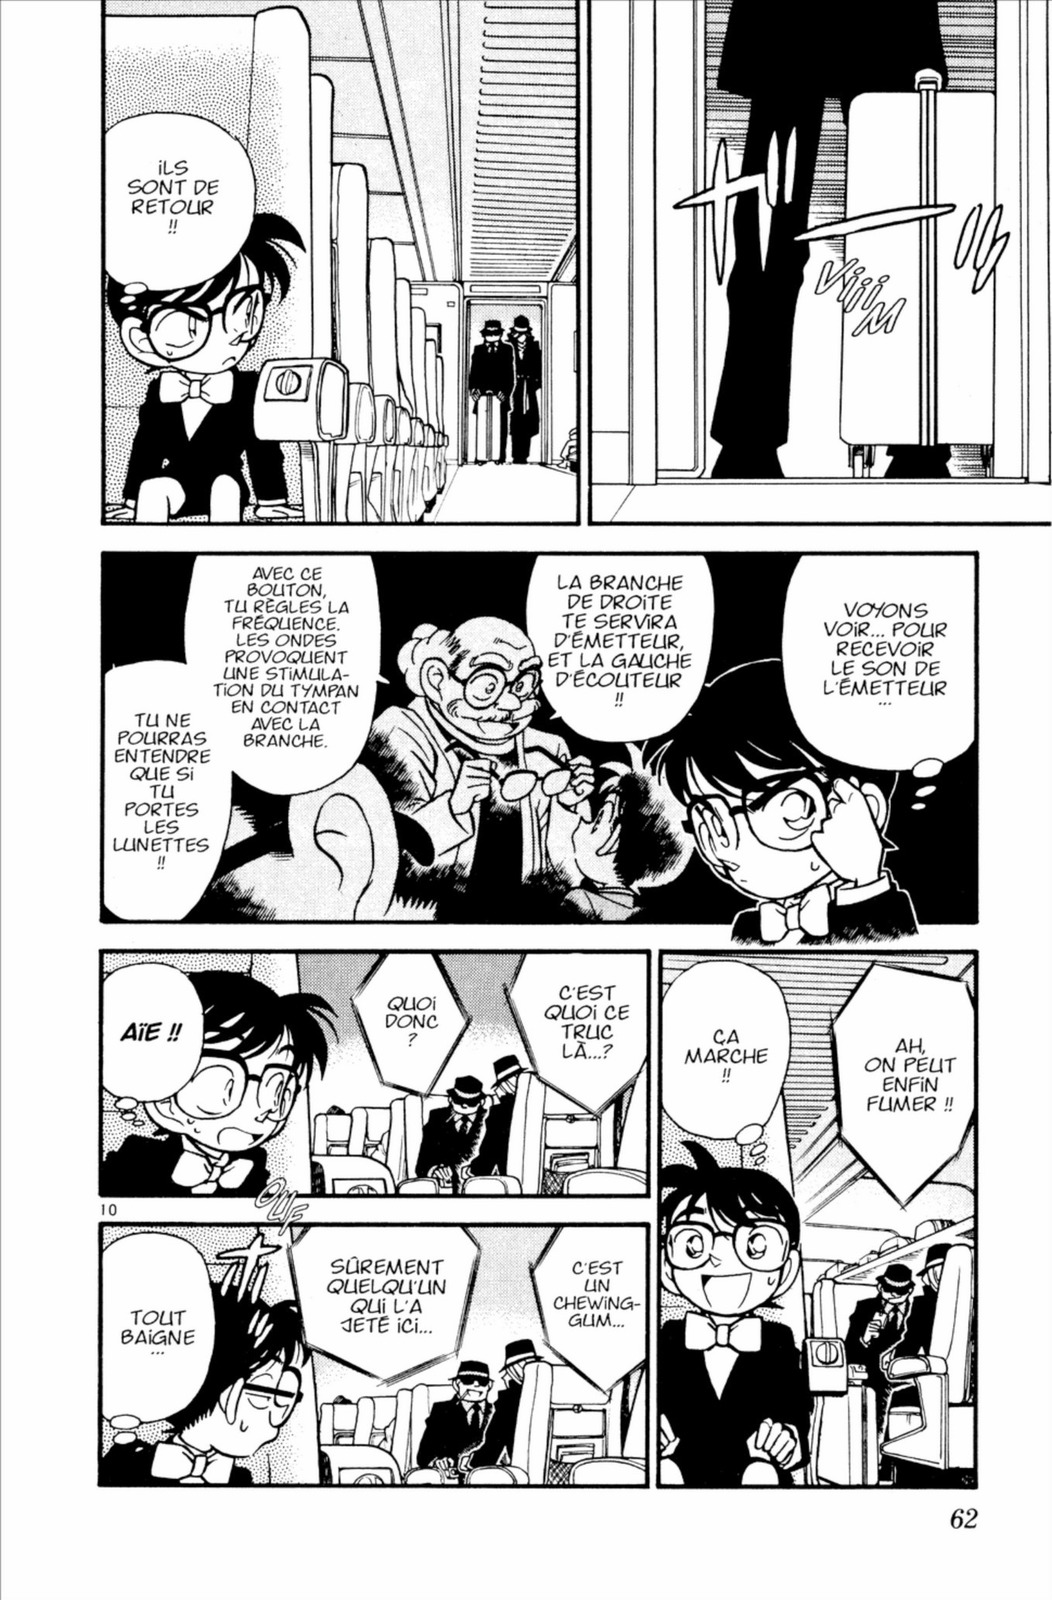 VIIIM
ILS
SONT DE
RETOUR
!!
VOYONS
VOIR... POUR
RECEVOIR
LE SON DE
L'ÉMETTEUR
...
LA BRANCHE
DE DROITE
TE SERVIRA
D'ÉMETTEUR,
ET LA GAUCHE
D'ÉCOUTEUR
!!
AVEC CE
BOUTON,
TU RÈGLES LA
FRÉQUENCE.
LES ONDES
PROVOQUENT
UNE STIMULA-
TION DU TYMPAN
EN CONTACT
AVEC LA
BRANCHE.
TU NE
POURRAS
ENTENDRE
QUE SI
TU
PORTES
LES
LUNETTES
!!
AH,
ON PEUT
ENFIN
FUMER !!
ÇA
MARCHE
!!
C'EST
QUOI CE
TRUC
LÀ...?
QUOI
DONC
?
AÏE !!
10
OUF
C'EST
UN
CHEWING-
GUM...
SÛREMENT
QUELQU'UN
QUI L'A
JETÉ ICI...
TOUT
BAIGNE
...
62